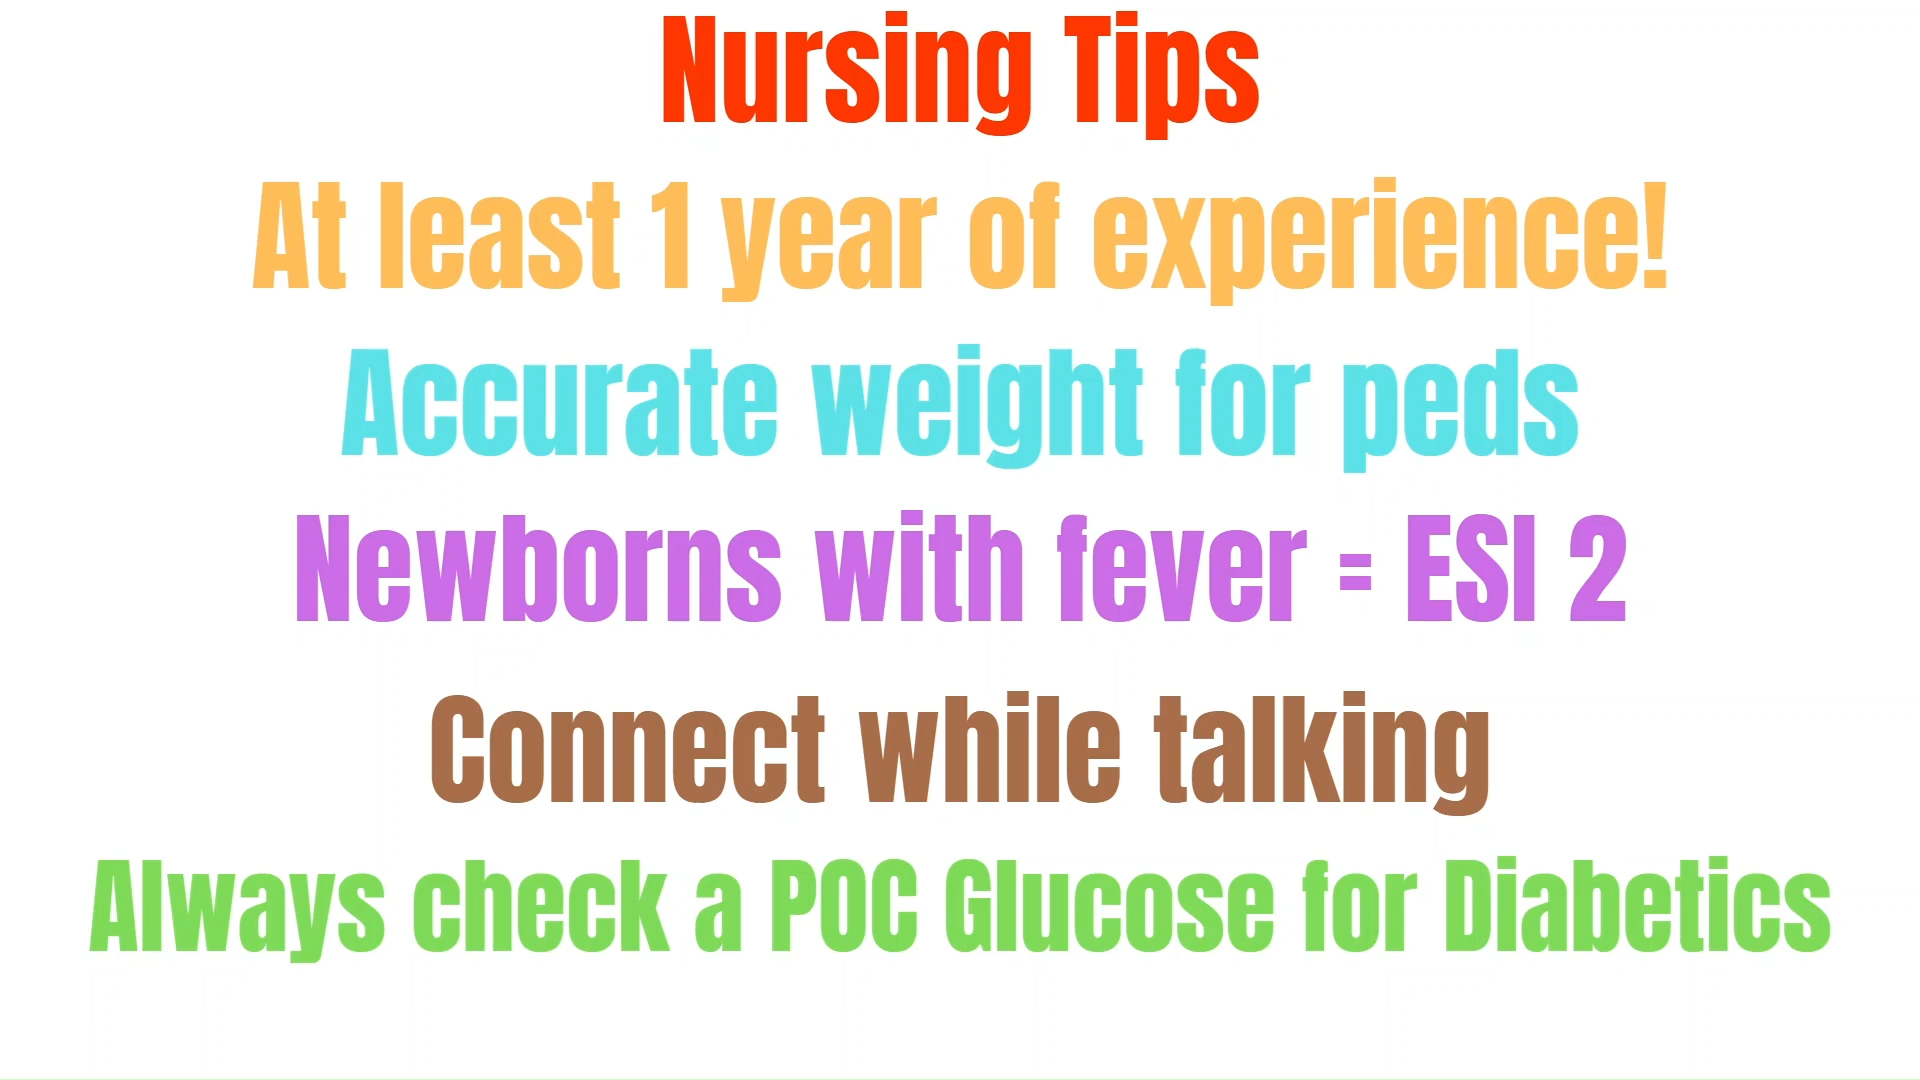 Nursing Tips
At least 1 year of experience!
Accurate weight for peds
Newborns with fever = ESI 2
Connect while talking
Always check a POC Glucose for Diabetics